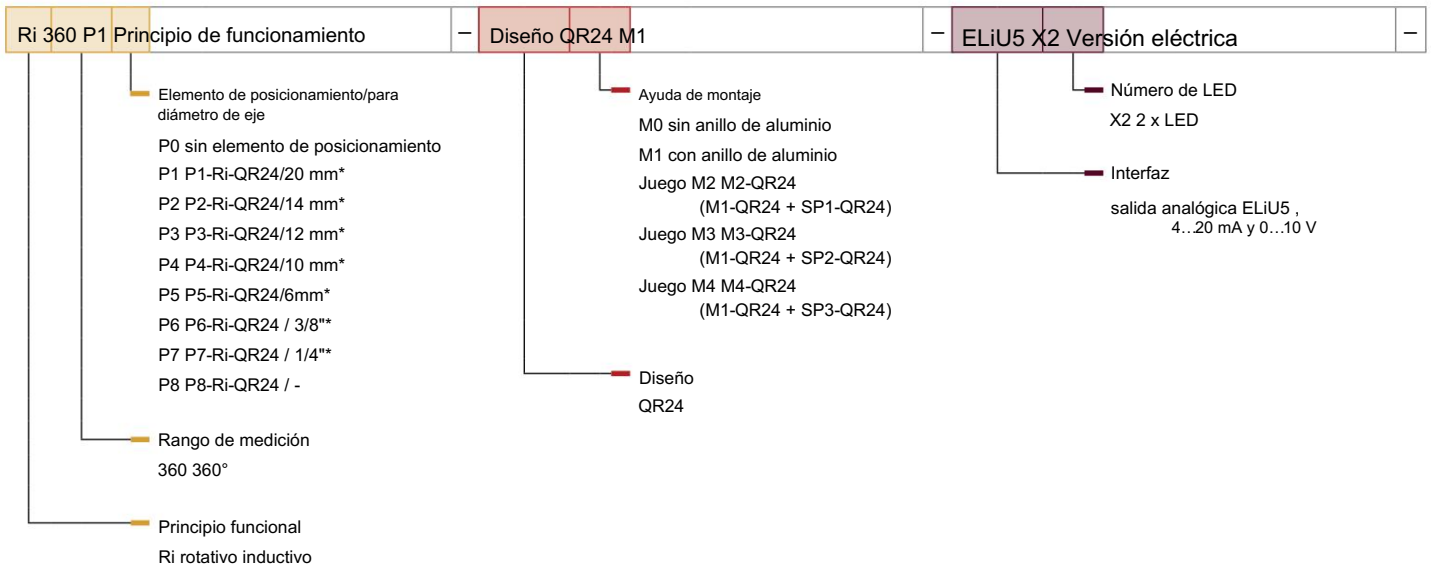 Ri 360 P1 Principio de funcionamiento – Diseño QR24 M1 – ELiU5 X2 Versión eléctrica –
Elemento de posicionamiento/para
diámetro de eje
P0 sin elemento de posicionamiento
P1 P1-Ri-QR24/20 mm*
P2 P2-Ri-QR24/14 mm*
P3 P3-Ri-QR24/12 mm*
P4 P4-Ri-QR24/10 mm*
P5 P5-Ri-QR24/6mm*
P6 P6-Ri-QR24 / 3/8"*
P7 P7-Ri-QR24 / 1/4"*
P8 P8-Ri-QR24 / -
Rango de medición
360 360°
Principio funcional
Ri rotativo inductivo
Ayuda de montaje
M0 sin anillo de aluminio
M1 con anillo de aluminio
Juego M2 M2-QR24
(M1-QR24 + SP1-QR24)
Juego M3 M3-QR24
(M1-QR24 + SP2-QR24)
Juego M4 M4-QR24
(M1-QR24 + SP3-QR24)
Diseño
QR24
Número de LED
X2 2 x LED
Interfaz
salida analógica ELiU5 ,
4…20 mA y 0…10 V